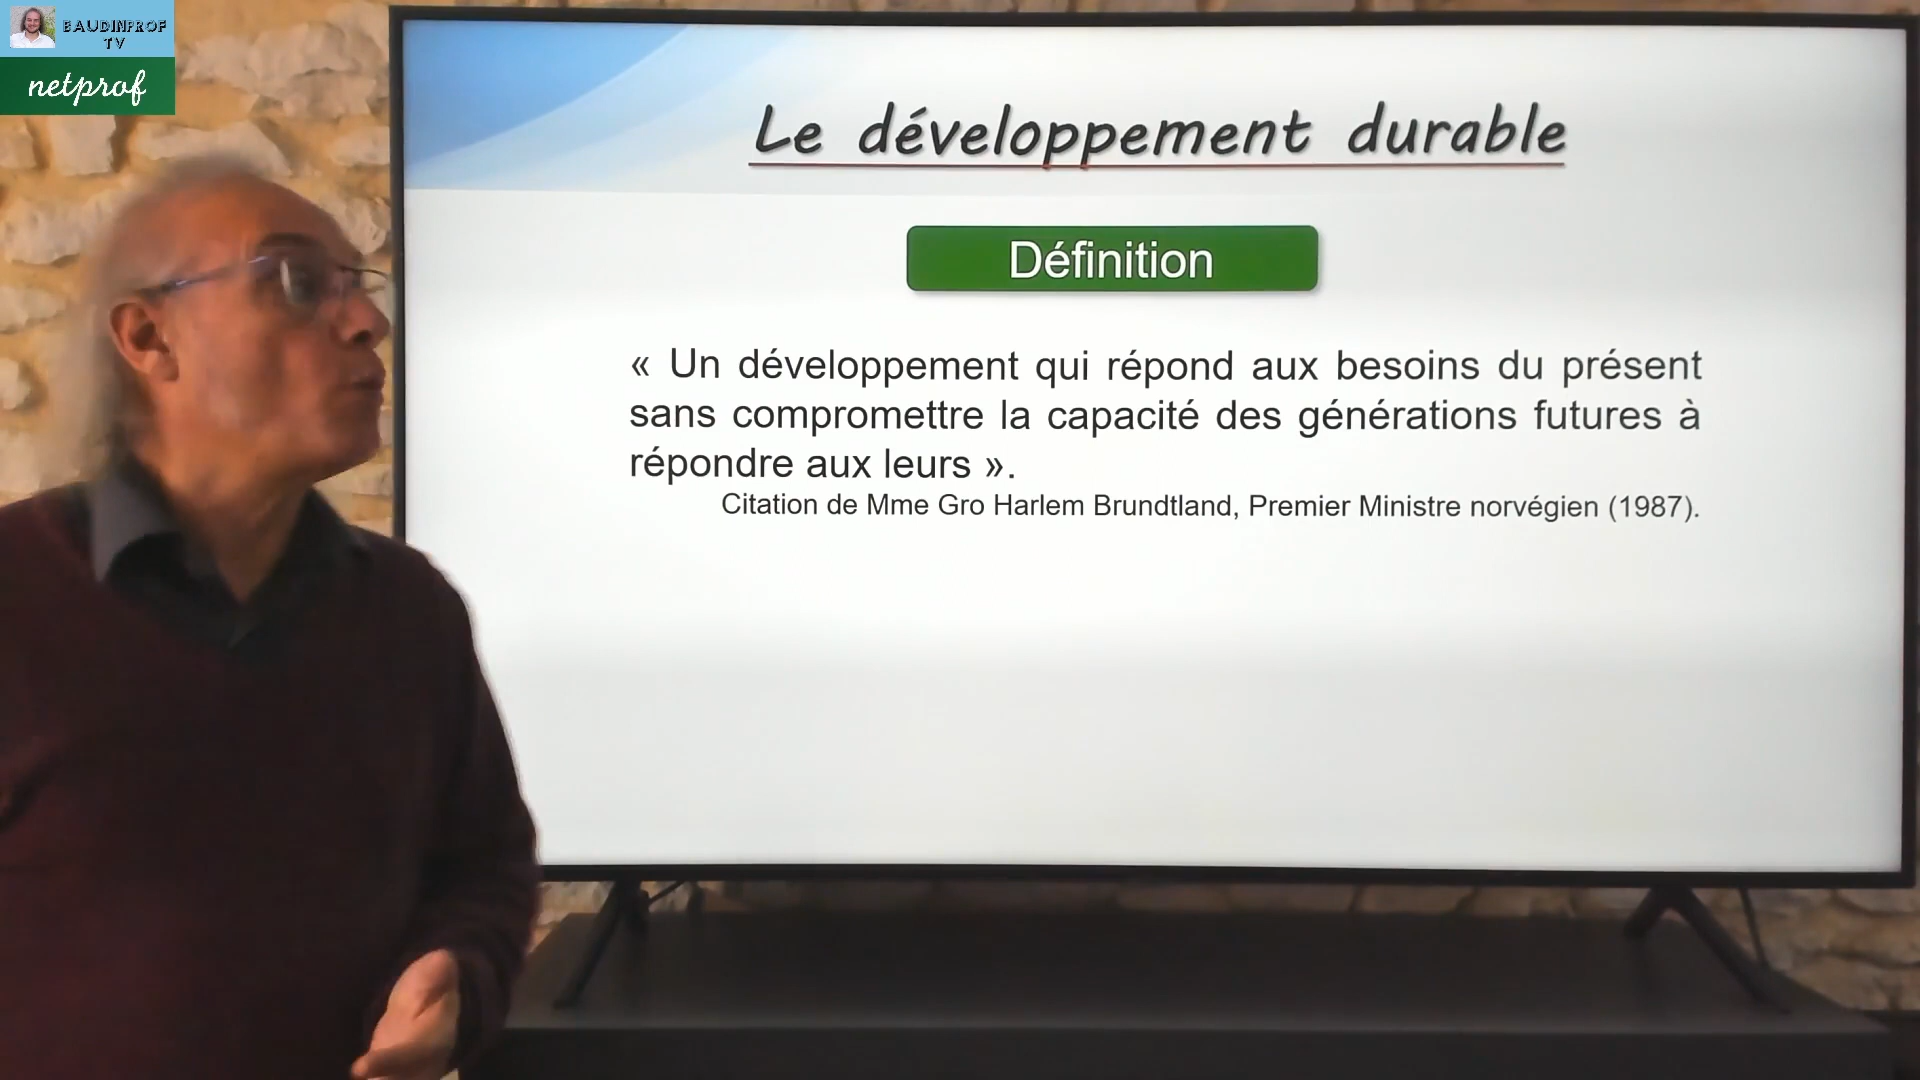 BAUDINPROF
TV
netprof
Le développement durable
Définition
« Un développement qui répond aux besoins du présent
sans compromettre la capacité des générations futures à
répondre aux leurs ».
Citation de Mme Gro Harlem Brundtland, Premier Ministre norvégien (1987).